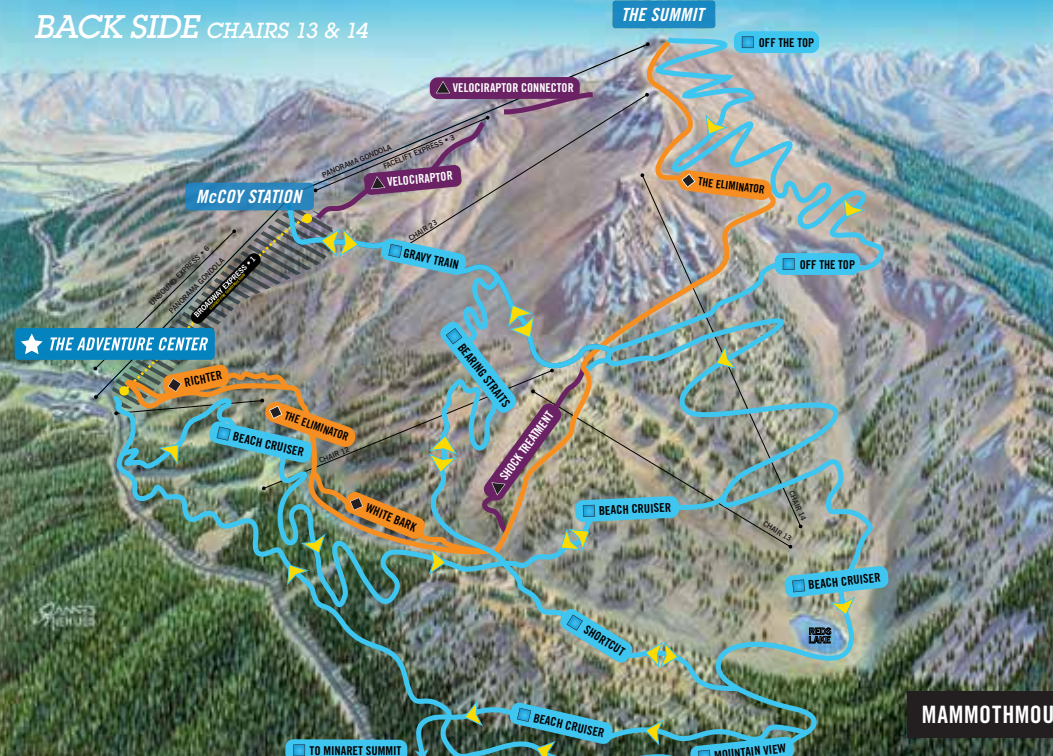 THE SUMMIT
BACK SIDE CHAIRS 13 & 14
OFF THE TOP
VELOCIRAPTOR CONNECTOR
PANORAMA GONDOLA
FACELIFT EXPRESS • 3
VELOCIRAPTOR
THE ELIMINATOR
McCOY STATION
CHAIR 23
GRAVY TRAIN
OFF THE TOP
UNBOUND EXPRESS • 6
PANORAMA GONDOLA
BROADWAY EXPRESS • 1
THE ADVENTURE CENTER
BEARING STRAITS
RICHTER
THE ELIMINATOR
BEACH CRUISER
CHAIR 12
SHOCK TREATMENT
WHITE BARK
BEACH CRUISER
CHAIR 14
CHAIR 13
BEACH CRUISER
REDS
LAKE
SHORTCUT
BEACH CRUISER
MAMMOTHMOU
TO MINARET SUMMIT
MOUNTAIN VIEW